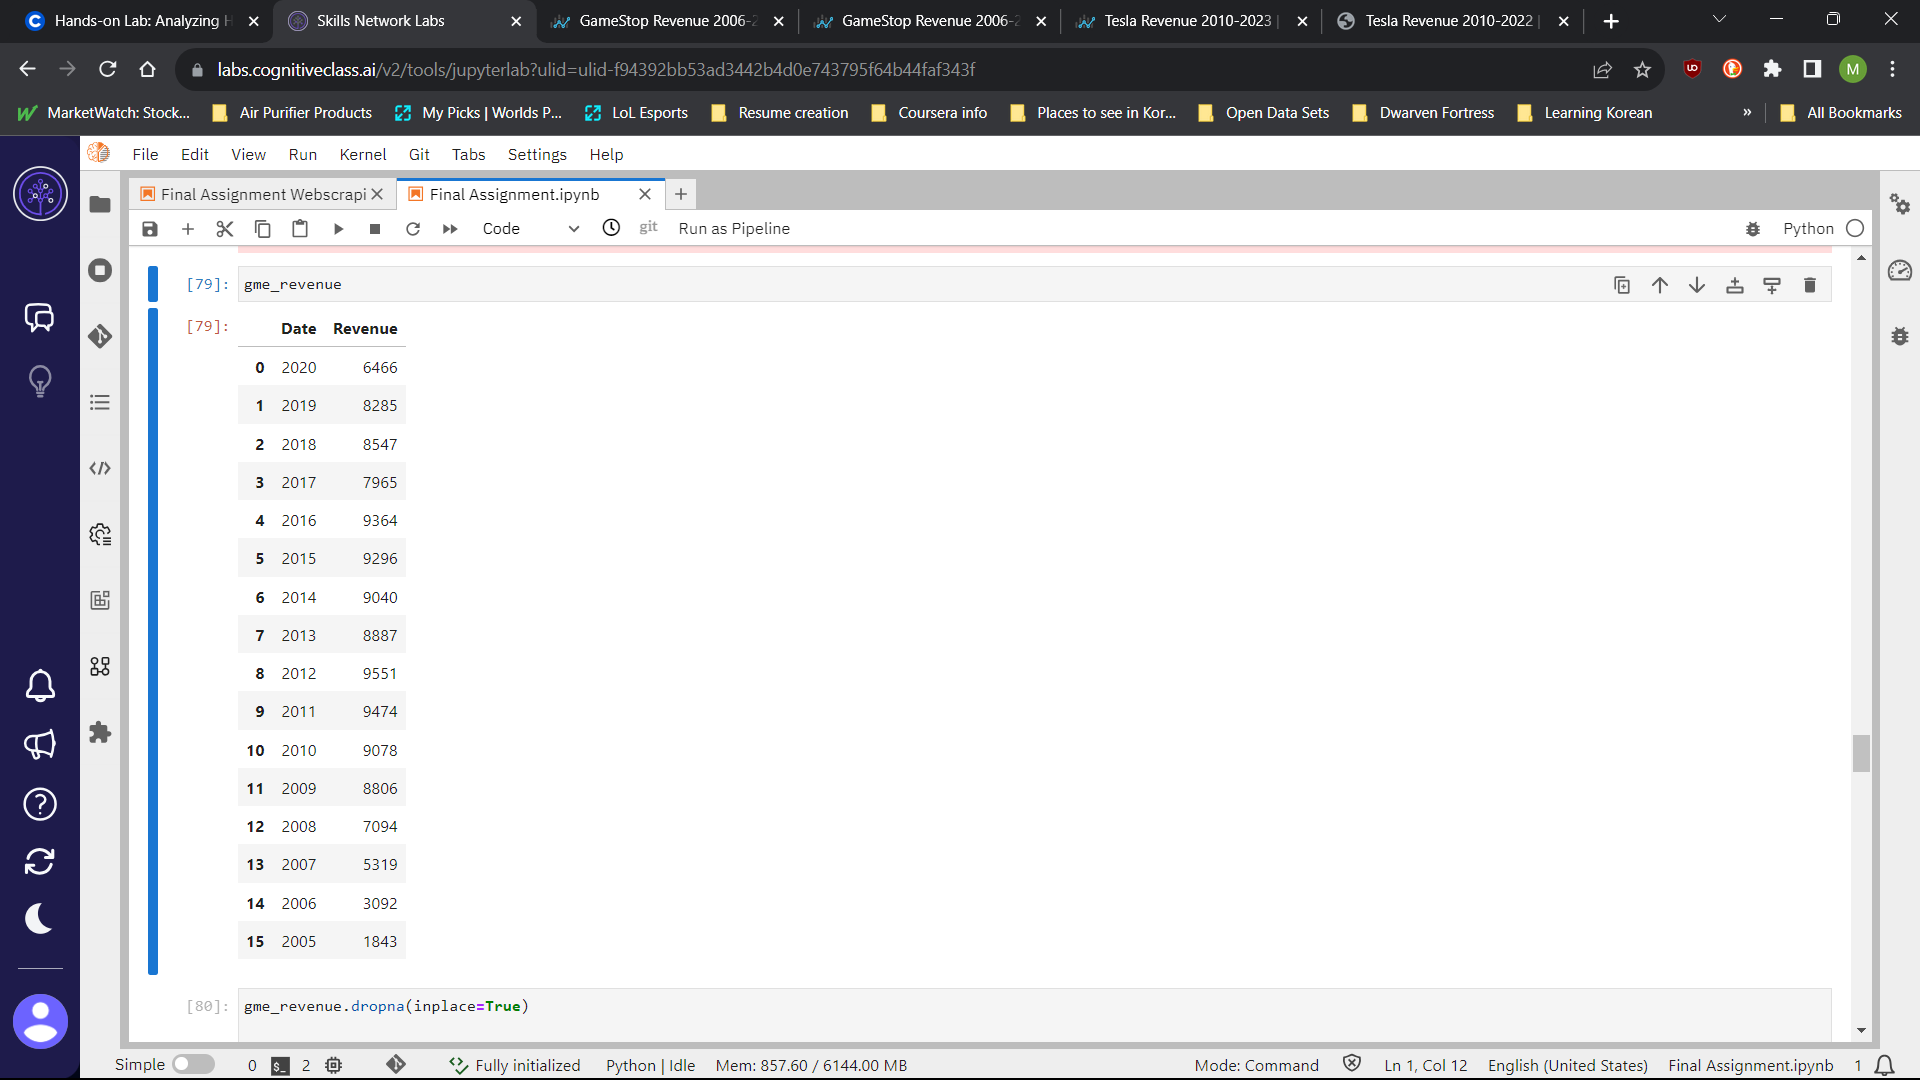 Hands-on Lab: Analyzing H
Skills Network Labs
GameStop Revenue 2006-2
GameStop Revenue 2006-2
Tesla Revenue 2010-2023 |
Tesla Revenue 2010-2022 |
labs.cognitiveclass.ai/v2/tools/jupyterlab?ulid=ulid-f94392bb53ad3442b4d0e743795f64b44faf343f
M
MarketWatch: Stock...
Air Purifier Products
My Picks | Worlds P...
LoL Esports
Resume creation
Coursera info
Places to see in Kor...
Open Data Sets
Dwarven Fortress
Learning Korean
»
All Bookmarks
File Edit View Run Kernel Git Tabs Settings Help
Final Assignment Webscrapi
Final Assignment.ipynb
Code
git
Run as Pipeline
Python
[79]: gme_revenue
[79]: Date Revenue
0 2020 6466
1 2019 8285
2 2018 8547
3 2017 7965
4 2016 9364
5 2015 9296
6 2014 9040
7 2013 8887
8 2012 9551
9 2011 9474
10 2010 9078
11 2009 8806
12 2008 7094
13 2007 5319
14 2006 3092
15 2005 1843
[80]: gme_revenue.dropna(inplace=True)
Simple 0 $_ 2 Fully initialized Python | Idle Mem: 857.60 / 6144.00 MB Mode: Command Ln 1, Col 12 English (United States) Final Assignment.ipynb 1